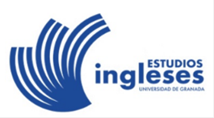 ESTUDIOS
ingleses
UNIVERSIDAD DE GRANADA